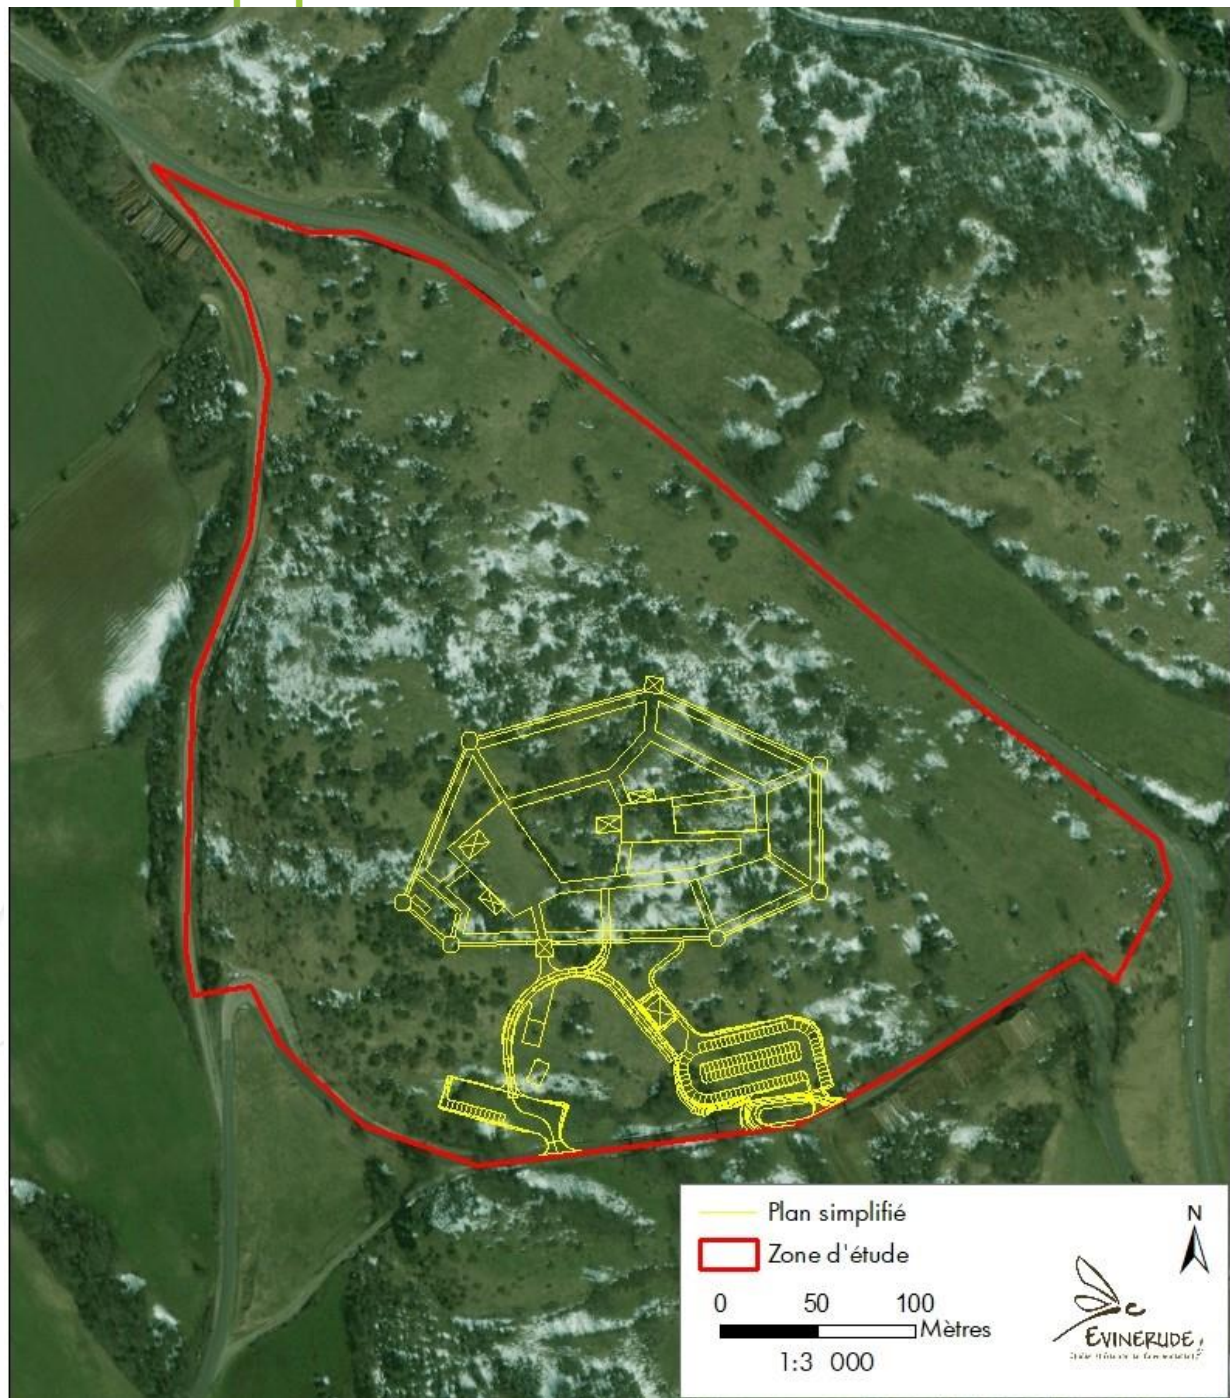 Plan simplifié
Zone d'étude
N
0 50 100
Mètres
1:3 000
EVINERUDE